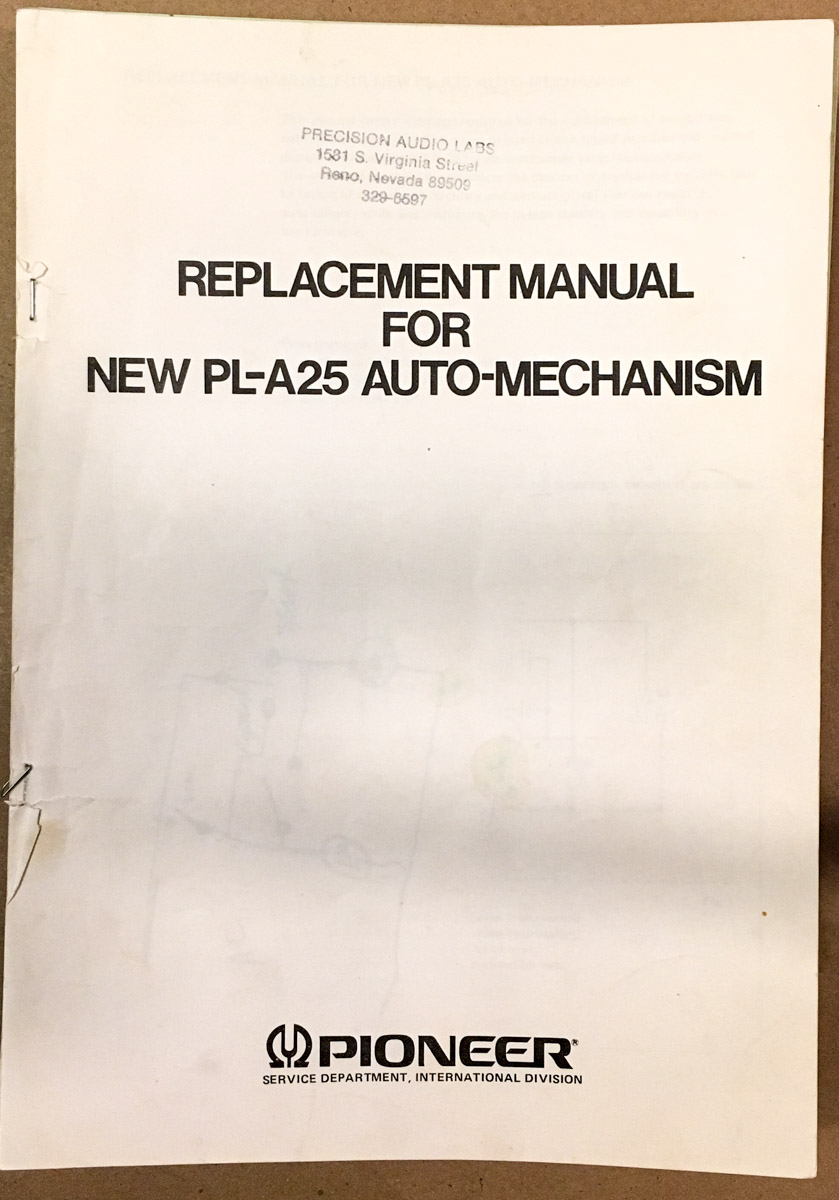 PRECISION AUDIO LABS
1581 S. Virginia Street
Reno, Nevada 89509
329-6597
REPLACEMENT MANUAL
FOR
NEW PL-A25 AUTO-MECHANISM
PIONEER®
SERVICE DEPARTMENT, INTERNATIONAL DIVISION